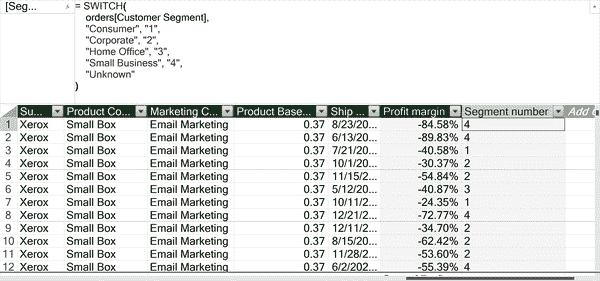 [Seg...
= SWITCH(
orders[Customer Segment],
"Consumer", "1",
"Corporate", "2",
"Home Office", "3",
"Small Business", "4",
"Unknown"
)
Su... Product Co... Marketing C... Product Base... Ship ... Profit margin Segment number Add
1 Xerox Small Box Email Marketing 0.37 8/23/20... -84.58% 4
2 Xerox Small Box Email Marketing 0.37 6/13/20... -89.83% 4
3 Xerox Small Box Email Marketing 0.37 7/21/20... -40.58% 1
4 Xerox Small Box Email Marketing 0.37 10/1/20... -30.37% 2
5 Xerox Small Box Email Marketing 0.37 11/15/2... -54.84% 2
6 Xerox Small Box Email Marketing 0.37 5/12/20... -40.87% 3
7 Xerox Small Box Email Marketing 0.37 10/11/2... -24.35% 1
8 Xerox Small Box Email Marketing 0.37 12/21/2... -72.77% 4
9 Xerox Small Box Email Marketing 0.37 12/11/2... -34.70% 2
10 Xerox Small Box Email Marketing 0.37 8/15/20... -62.42% 2
11 Xerox Small Box Email Marketing 0.37 11/28/2... -53.60% 2
12 Xerox Small Box Email Marketing 0.37 6/2/202... -55.39% 4